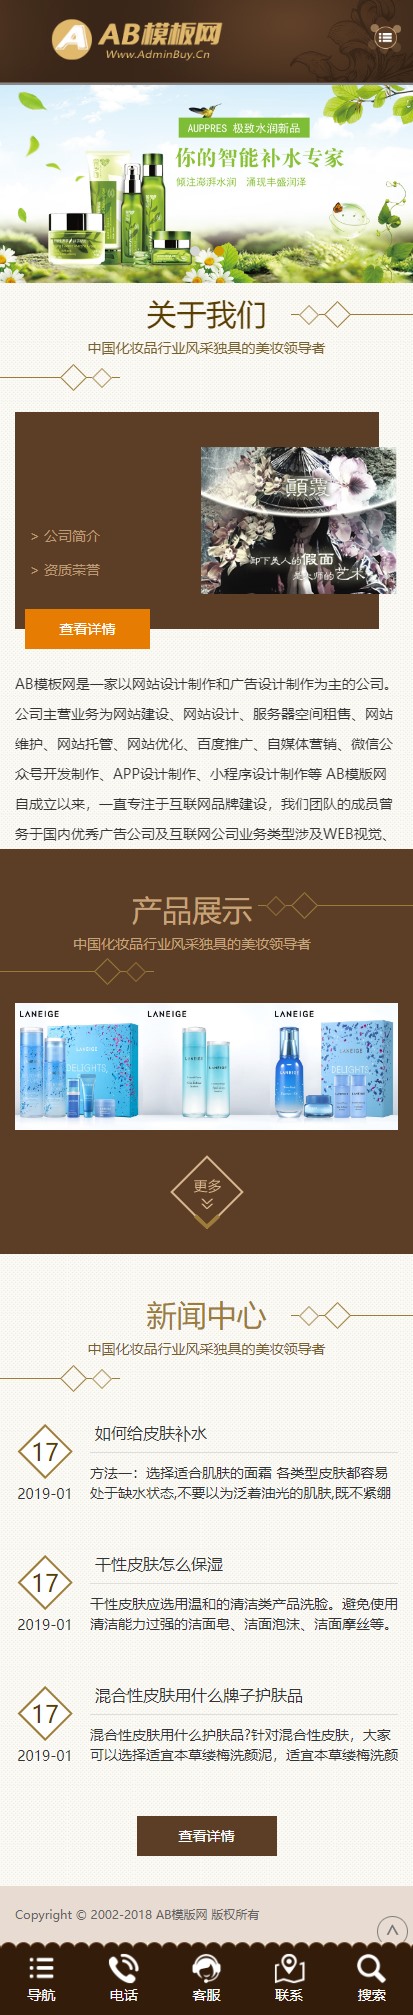 AB模板网
Www.AdminBuy.Cn
AUPPRES 极致水润新品
你的智能补水专家
倾注澎湃水润 涌现丰盛润泽
关于我们
中国化妆品行业风采独具的美妆领导者
顛覆
卸下美人的假面
大师的艺术
> 公司简介
> 资质荣誉
查看详情
AB模板网是一家以网站设计制作和广告设计制作为主的公司。
公司主营业务为网站建设、网站设计、服务器空间租售、网站
维护、网站托管、网站优化、百度推广、自媒体营销、微信公
众号开发制作、APP设计制作、小程序设计制作等 AB模版网
自成立以来，一直专注于互联网品牌建设，我们团队的成员曾
务于国内优秀广告公司及互联网公司业务类型涉及WEB视觉、
产品展示
中国化妆品行业风采独具的美妆领导者
LANEIGE LANEIGE LANEIGE
DELIGHTS LANEIGE DELIGHTS
更多
新闻中心
中国化妆品行业风采独具的美妆领导者
如何给皮肤补水
17
2019-01
方法一：选择适合肌肤的面霜 各类型皮肤都容易
处于缺水状态,不要以为泛着油光的肌肤,既不紧绷
干性皮肤怎么保湿
17
2019-01
干性皮肤应选用温和的清洁类产品洗脸。避免使用
清洁能力过强的洁面皂、洁面泡沫、洁面摩丝等。
混合性皮肤用什么牌子护肤品
17
2019-01
混合性皮肤用什么护肤品?针对混合性皮肤，大家
可以选择适宜本草缕梅洗颜泥，适宜本草缕梅洗颜
查看详情
Copyright © 2002-2018 AB模版网 版权所有
导航
电话
客服
联系
搜索